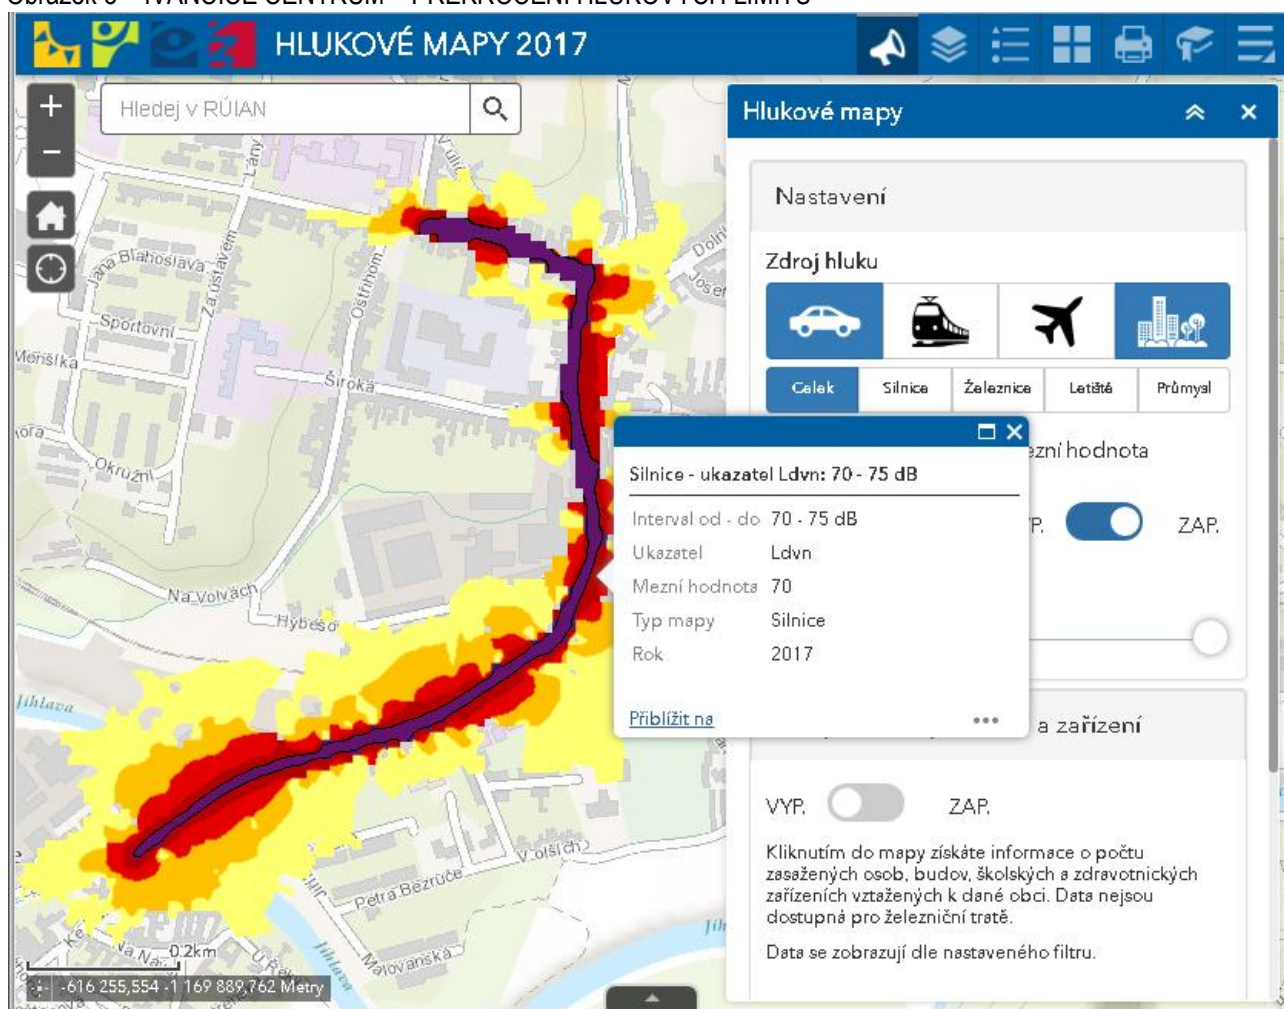 HLUKOVÉ MAPY 2017
Hledej v RÚIAN
Hlukové mapy
Nastavení
Zdroj hluku
Celek
Silnice
Železnice
Letiště
Průmysl
ezní hodnota
ZAP.
Silnice - ukazatel Ldvn: 70 - 75 dB
Interval od - do 70 - 75 dB
Ukazatel Ldvn
Mezní hodnota 70
Typ mapy Silnice
Rok 2017
Přiblížit na
a zařízení
VYP. ZAP.
Kliknutím do mapy získáte informace o počtu
zasažených osob, budov, školských a zdravotnických
zařízeních vztažených k dané obci. Data nejsou
dostupná pro železniční tratě.
Data se zobrazují dle nastaveného filtru.
Lány
Jana Blahoslava
Za ústavem
Sportovní
Menšíka
Široká
Okružní
Na Volvách
Hybešo
Jihlava
V olších
Petra Bezruče
Malovanská
Jihlava
0.2km
-616 255,554 -1 169 889,762 Metry